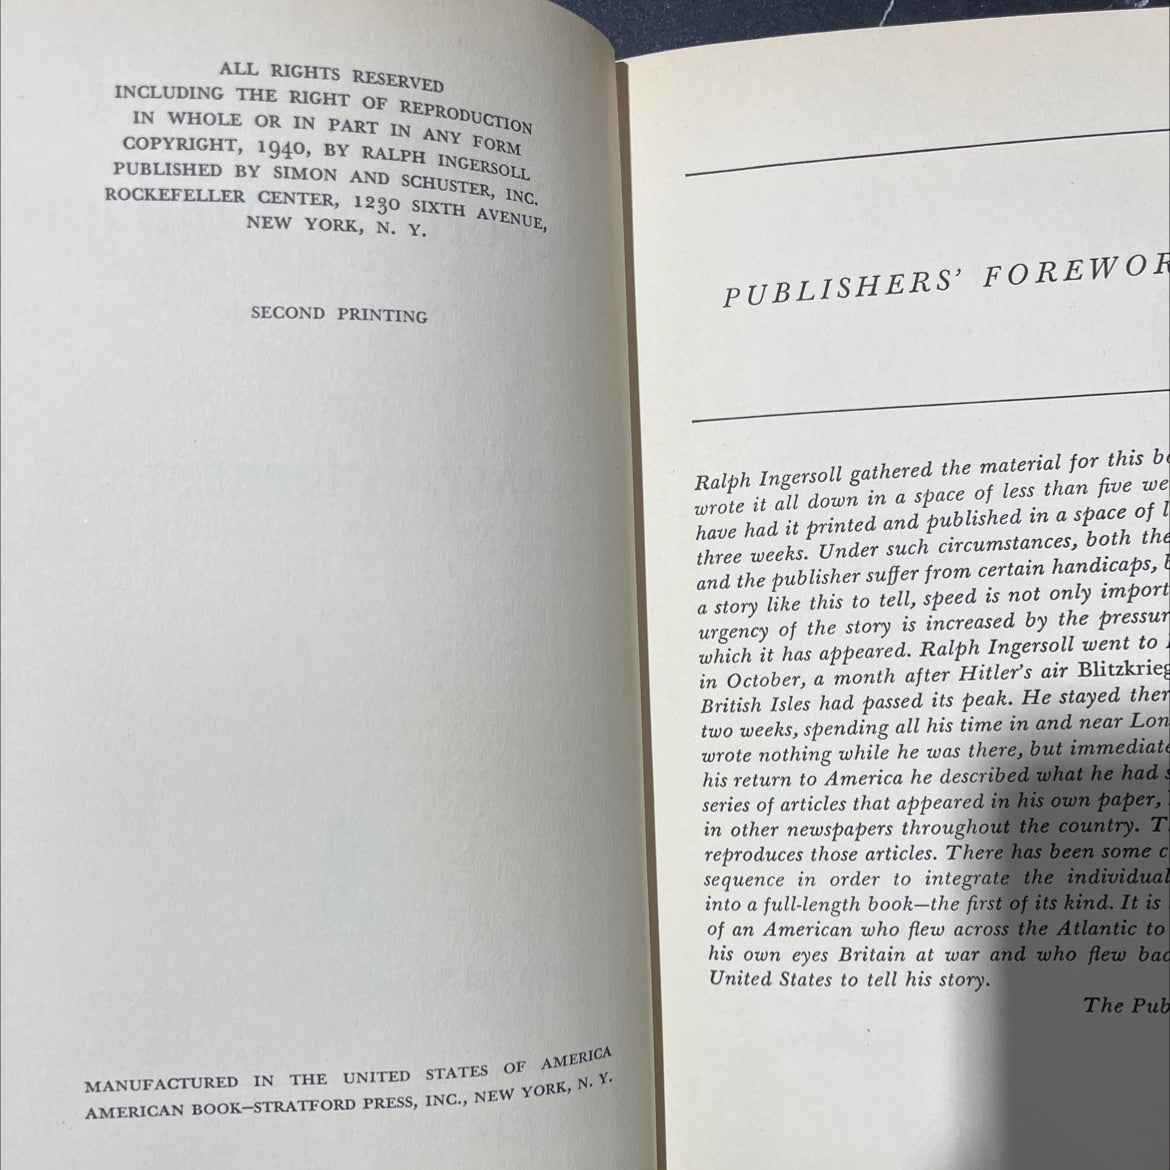 ALL RIGHTS RESERVED
INCLUDING THE RIGHT OF REPRODUCTION
IN WHOLE OR IN PART IN ANY FORM
COPYRIGHT, 1940, BY RALPH INGERSOLL
PUBLISHED BY SIMON AND SCHUSTER, INC.
ROCKEFELLER CENTER, 1230 SIXTH AVENUE,
NEW YORK, N. Y.
SECOND PRINTING
MANUFACTURED IN THE UNITED STATES OF AMERICA
AMERICAN BOOK—STRATFORD PRESS, INC., NEW YORK, N. Y.
PUBLISHERS'
Ralph Ingersoll gathered the material for this
wrote it all down in a space of less than five
have had it printed and published in a space of
three weeks. Under such circumstances, both the
and the publisher suffer from certain handicaps,
a story like this to tell, speed is not only
urgency of the story is increased by the
which it has appeared. Ralph Ingersoll went to
in October, a month after Hitler's air Blitzkrieg
British Isles had passed its peak. He stayed
two weeks, spending all his time in and near
wrote nothing while he was there, but
his return to America he described what he had
series of articles that appeared in his own paper,
in other newspapers throughout the country.
reproduces those articles. There has been some
sequence in order to integrate the individual
into a full-length book—the first of its kind. It is
of an American who flew across the Atlantic to
his own eyes Britain at war and who flew
United States to tell his story.
The